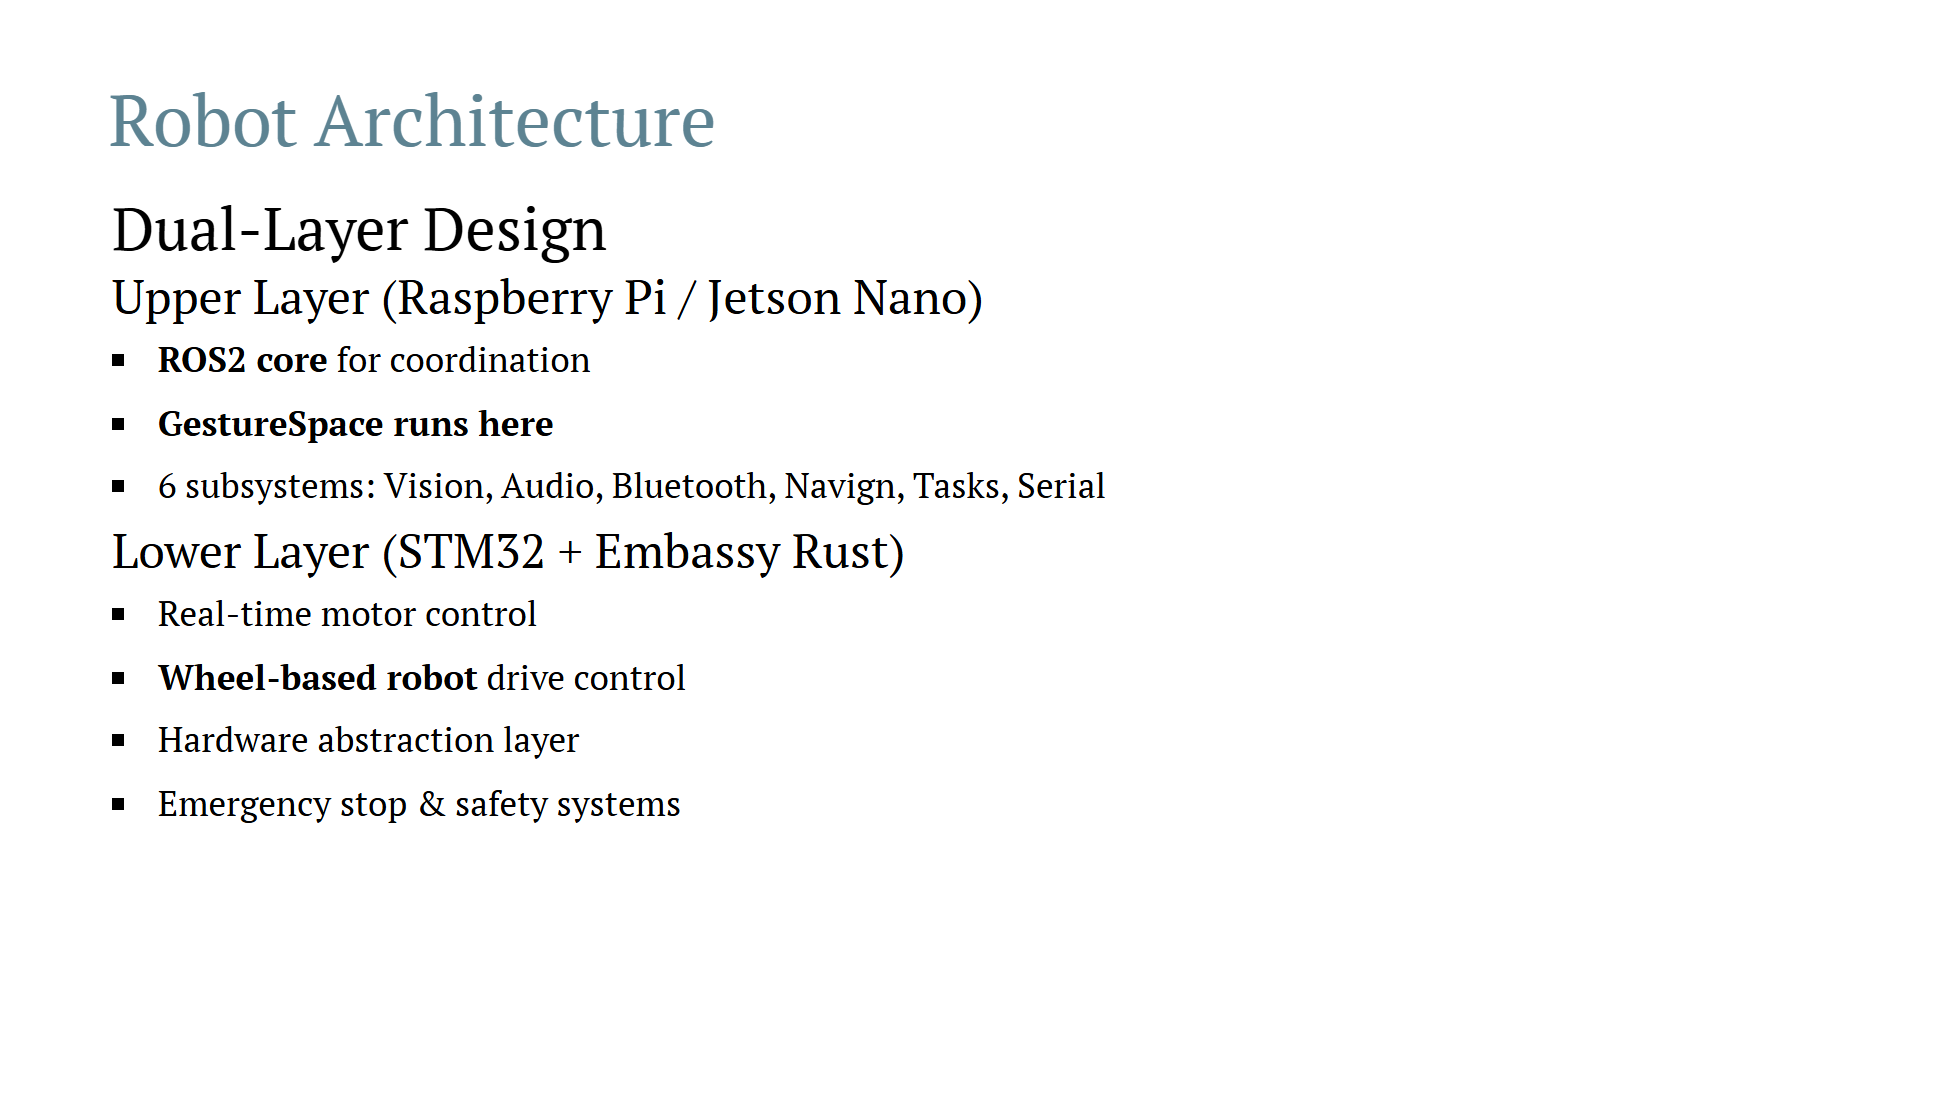 Robot Architecture
Dual-Layer Design
Upper Layer (Raspberry Pi / Jetson Nano)
▪ ROS2 core for coordination
▪ GestureSpace runs here
▪ 6 subsystems: Vision, Audio, Bluetooth, Navign, Tasks, Serial
Lower Layer (STM32 + Embassy Rust)
▪ Real-time motor control
▪ Wheel-based robot drive control
▪ Hardware abstraction layer
▪ Emergency stop & safety systems